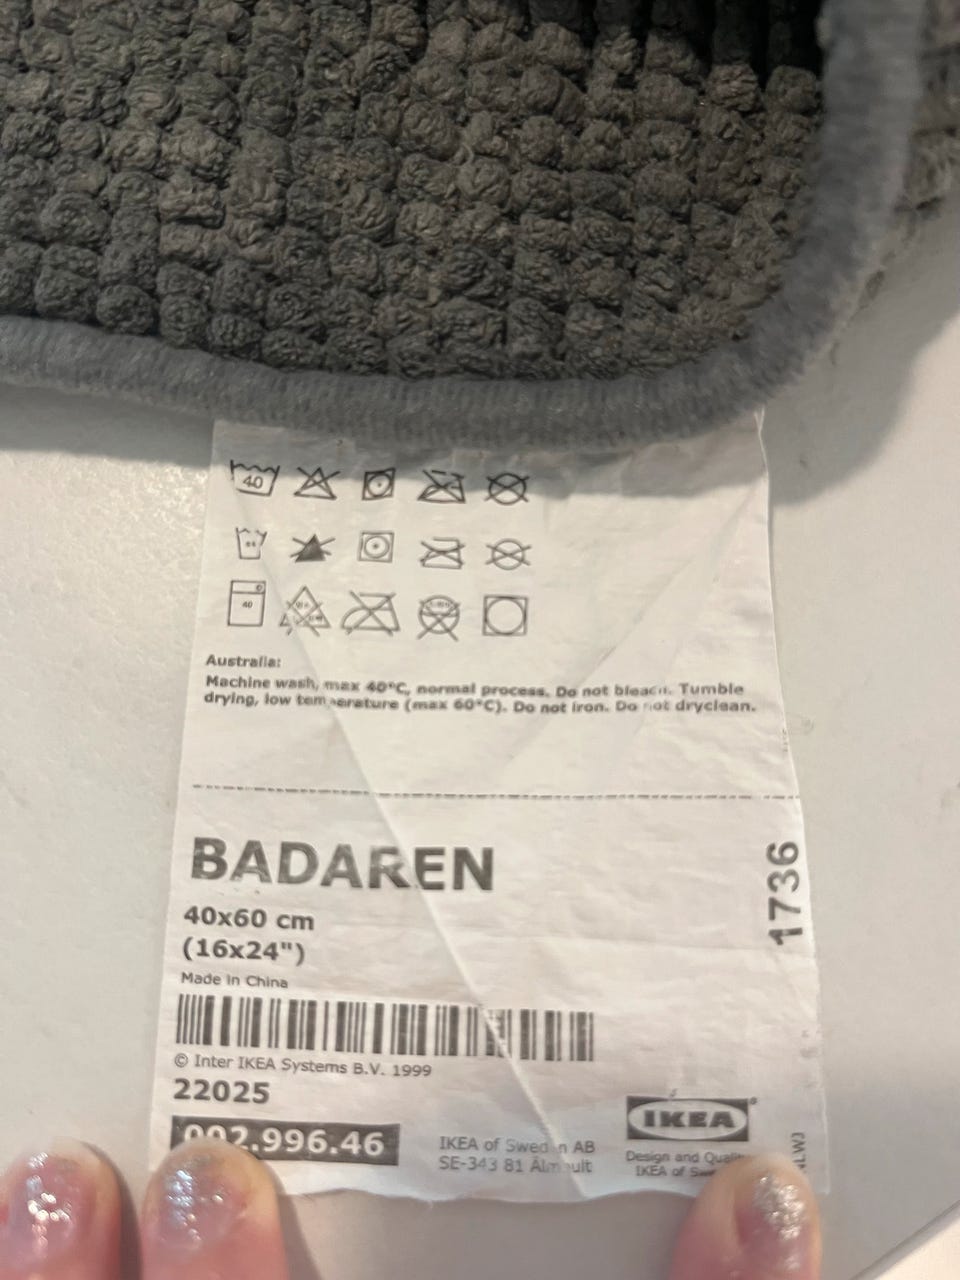 40
40
Australia:
Machine wash, max 40°C, normal process. Do not bleach. Tumble
drying, low temperature (max 60°C). Do not iron. Do not dryclean.
BADAREN
1736
40x60 cm
(16x24")
Made in China
© Inter IKEA Systems B.V. 1999
22025
002.996.46
IKEA of Sweden AB
SE-343 81 Älmhult
IKEA
Design and Quality
IKEA of